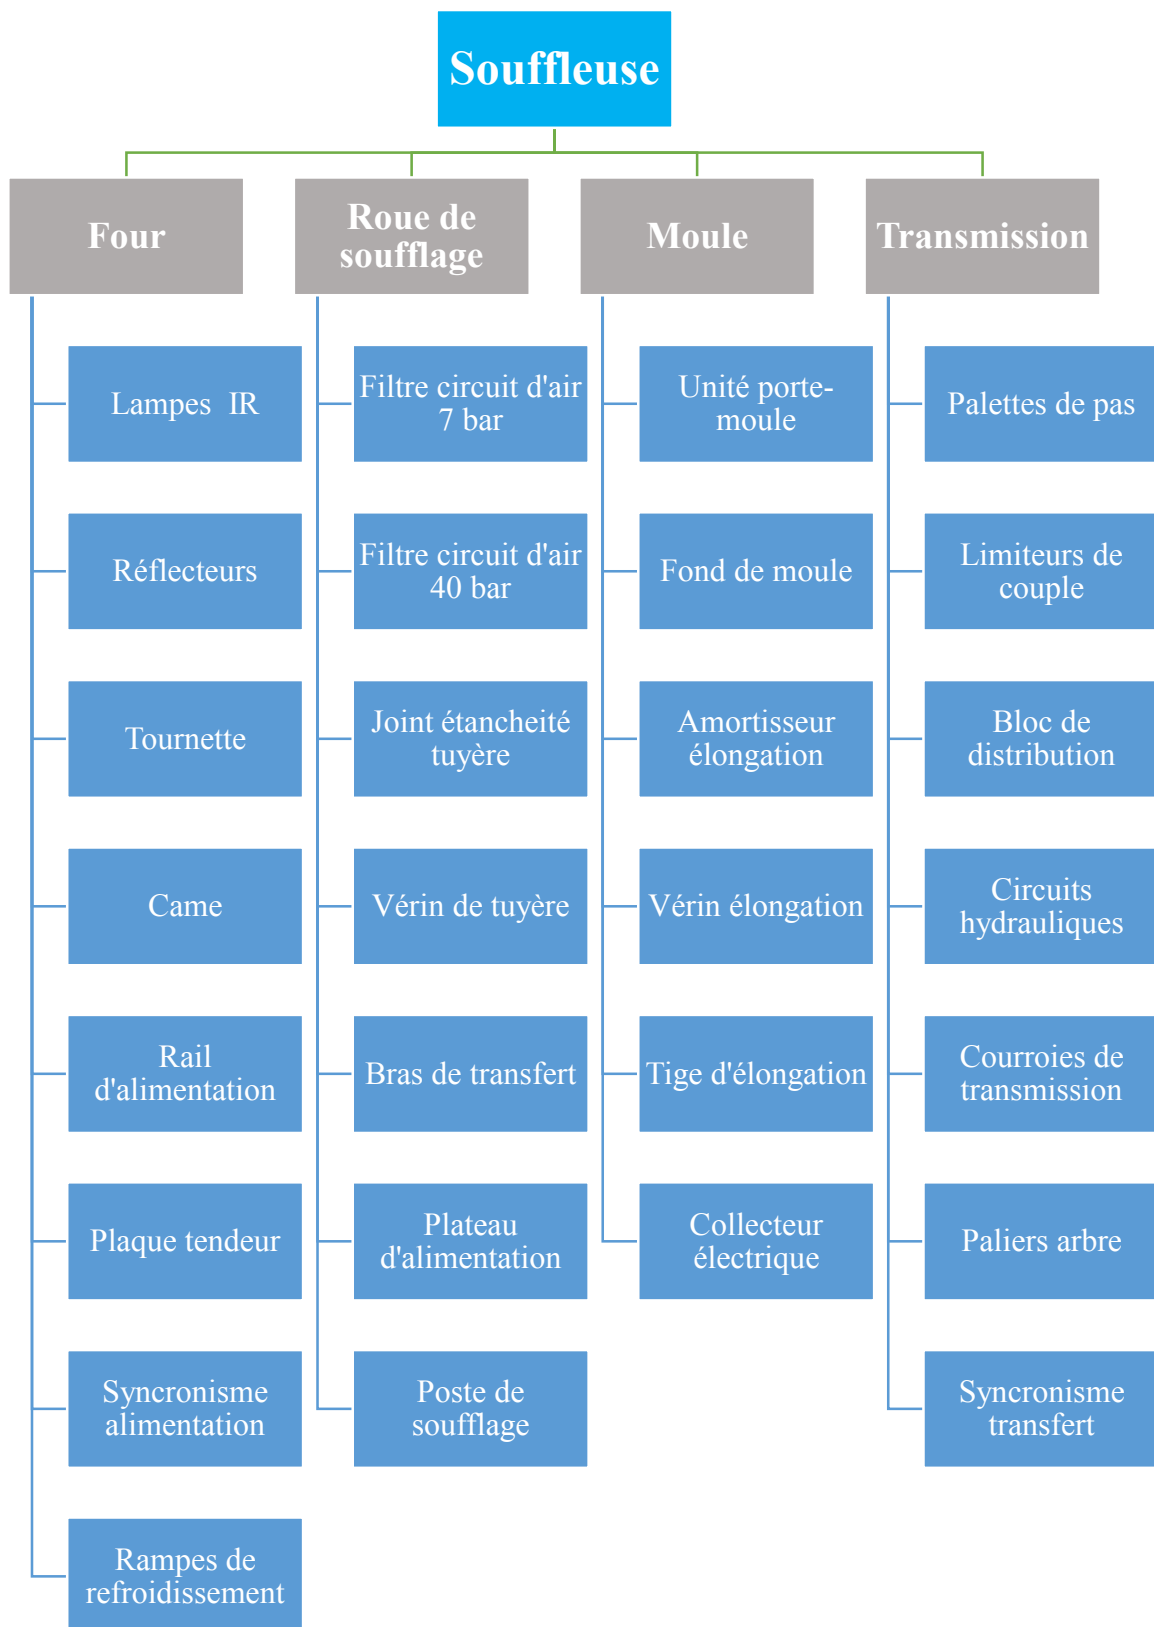 Souffleuse
Four
Roue de
soufflage
Moule
Transmission
Lampes  IR
Réflecteurs
Tournette
Came
Rail
d'alimentation
Plaque tendeur
Syncronisme
alimentation
Rampes de
refroidissement
Filtre circuit d'air
7 bar
Filtre circuit d'air
40 bar
Joint étancheité
tuyère
Vérin de tuyère
Bras de transfert
Plateau
d'alimentation
Poste de
soufflage
Unité porte-
moule
Fond de moule
Amortisseur
élongation
Vérin élongation
Tige d'élongation
Collecteur
électrique
Palettes de pas
Limiteurs de
couple
Bloc de
distribution
Circuits
hydrauliques
Courroies de
transmission
Paliers arbre
Syncronisme
transfert